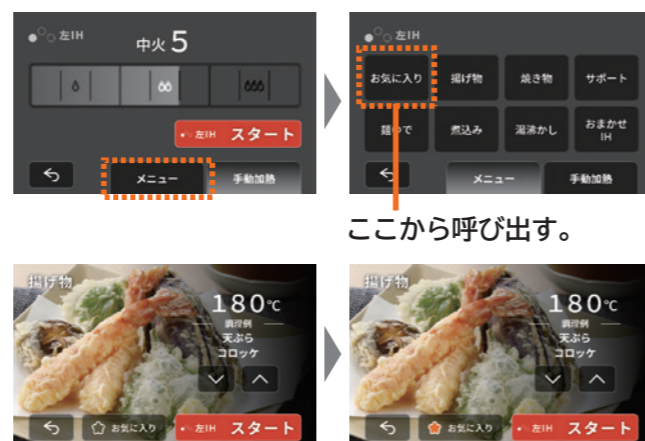 左IH
中火 5
左IH スタート
メニュー
手動加熱
左IH
お気に入り
揚げ物
焼き物
サポート
麺ゆで
煮込み
湯沸かし
おまかせ
IH
メニュー
手動加熱
ここから呼び出す。
揚げ物
180℃
調理例
天ぷら
コロッケ
お気に入り
左IH スタート
揚げ物
180℃
調理例
天ぷら
コロッケ
お気に入り
左IH スタート